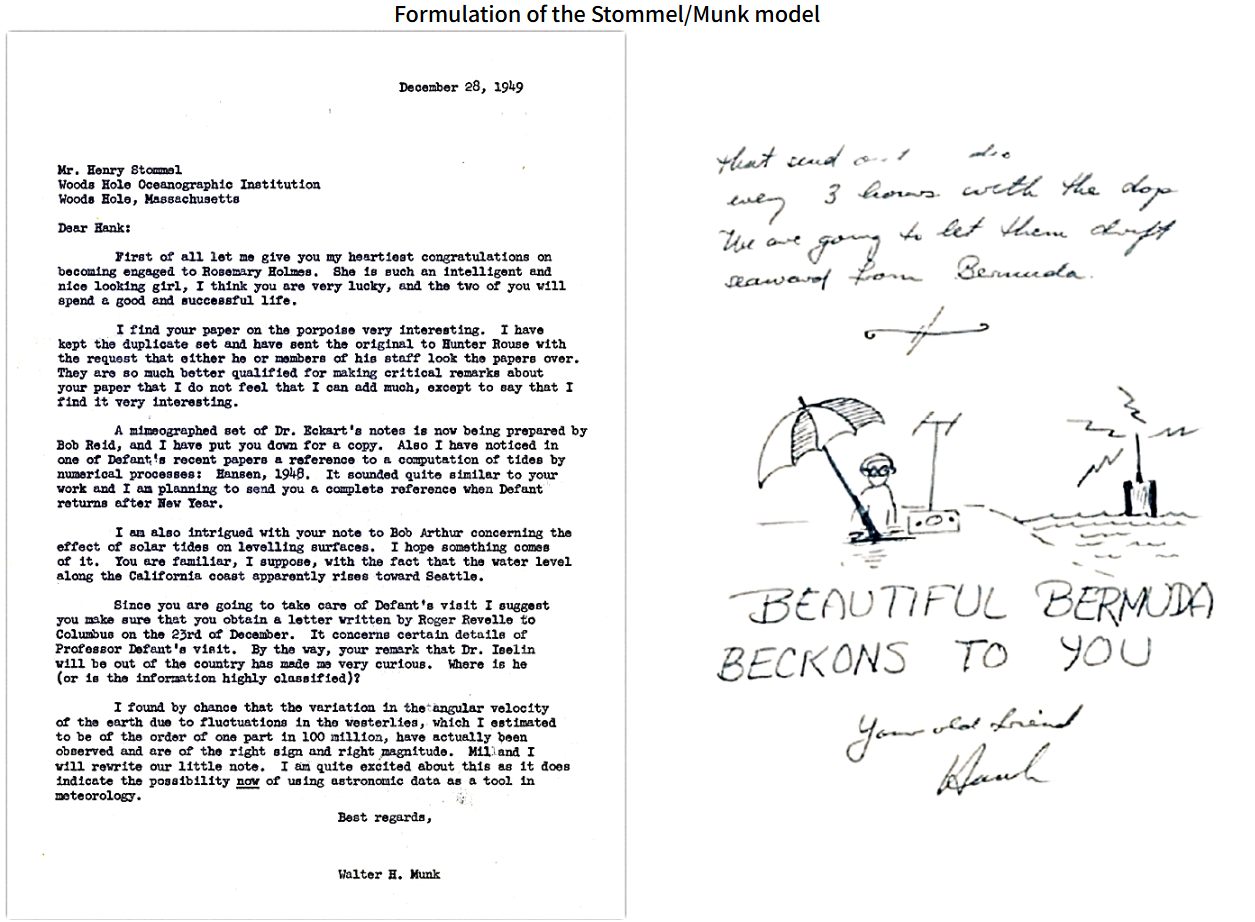 Formulation of the Stommel/Munk model
December 28, 1949
Mr. Henry Stommel
Woods Hole Oceanographic Institution
Woods Hole, Massachusetts
Dear Hank:
First of all let me give you my heartiest congratulations on
becoming engaged to Rosemary Holmes. She is such an intelligent and
nice looking girl, I think you are very lucky, and the two of you will
spend a good and successful life.
I find your paper on the porpoise very interesting. I have
kept the duplicate set and have sent the original to Hunter Rouse with
the request that either he or members of his staff look the papers over.
They are so much better qualified for making critical remarks about
your paper that I do not feel that I can add much, except to say that I
find it very interesting.
A mimeographed set of Dr. Eckart's notes is now being prepared by
Bob Reid, and I have put you down for a copy. Also I have noticed in
one of Defant's recent papers a reference to a computation of tides by
numerical processes: Hansen, 1948. It sounded quite similar to your
work and I am planning to send you a complete reference when Defant
returns after New Year.
I am also intrigued with your note to Bob Arthur concerning the
effect of solar tides on levelling surfaces. I hope something comes
of it. You are familiar, I suppose, with the fact that the water level
along the California coast apparently rises toward Seattle.
Since you are going to take care of Defant's visit I suggest
you make sure that you obtain a letter written by Roger Revelle to
Columbus on the 23rd of December. It concerns certain details of
Professor Defant's visit. By the way, your remark that Dr. Iselin
will be out of the country has made me very curious. Where is he
(or is the information highly classified)?
I found by chance that the variation in the angular velocity
of the earth due to fluctuations in the westerlies, which I estimated
to be of the order of one part in 100 million, have actually been
observed and are of the right sign and right magnitude. Mil and I
will rewrite our little note. I am quite excited about this as it does
indicate the possibility now of using astronomic data as a tool in
meteorology.
Best regards,
Walter H. Munk
that send
every 3 hours with the
We are going to let them drift
seaward from Bermuda.
BEAUTIFUL BERMUDA
BECKONS TO YOU
Your old friend
Hank